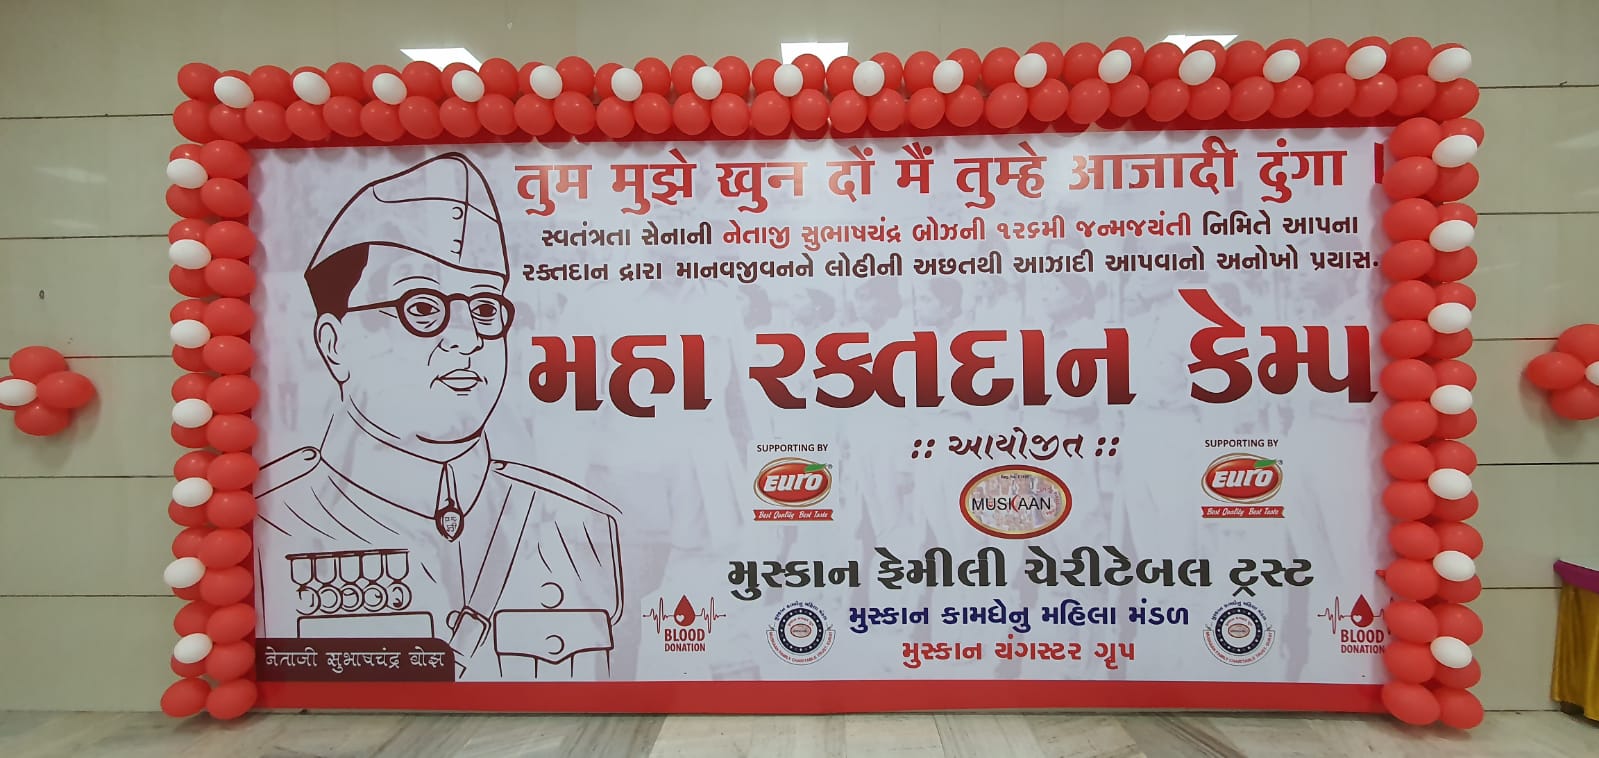 तुम मुझे खुन दों मैं तुम्हे आजादी दुंगा ।
સ્વતંત્રતા સેનાની નેતાજી સુભાષચંદ્ર બોઝની ૧૨૬મી જન્મજયંતી નિમિતે આપના
રક્તદાન દ્રારા માનવજીવનને લોહીની અછતથી આઝાદી આપવાનો અનોખો પ્રયાસ.
મહા રક્તદાન કેમ્પ
:: આયોજીત ::
SUPPORTING BY
EURO
Best Quality Best Taste
MUSKAAN
SUPPORTING BY
EURO
Best Quality Best Taste
મુસ્કાન ફેમીલી ચેરીટેબલ ટ્રસ્ટ
મુસ્કાન કામધેનુ મહિલા મંડળ
મુસ્કાન યંગસ્ટર ગૃપ
BLOOD
DONATION
BLOOD
DONATION
નેતાજી સુભાષચંદ્ર બોઝ